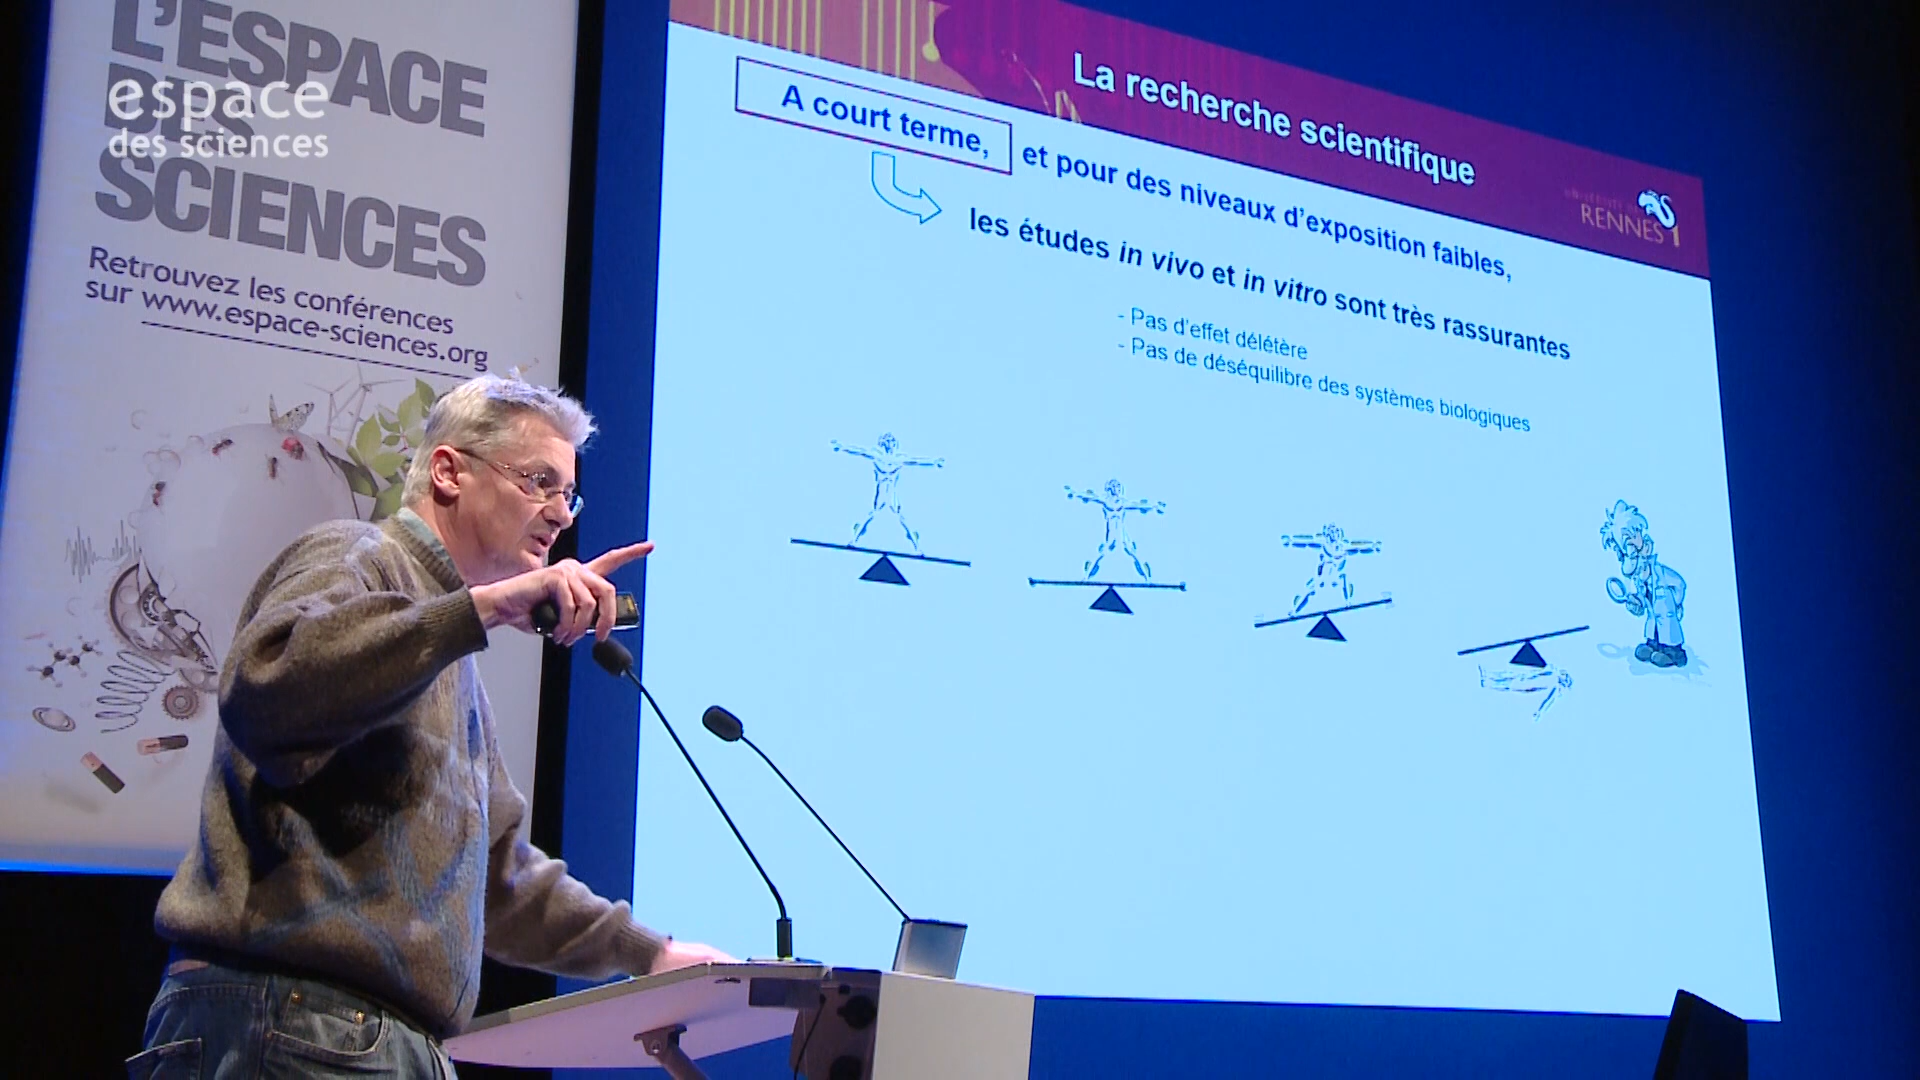 L'ESPACE
DES
SCIENCES
espace
des sciences
Retrouvez les conférences
sur www.espace-sciences.org
La recherche scientifique
RENNES 1
A court terme, et pour des niveaux d'exposition faibles,
les études in vivo et in vitro sont très rassurantes
- Pas d'effet délétère
- Pas de déséquilibre des systèmes biologiques